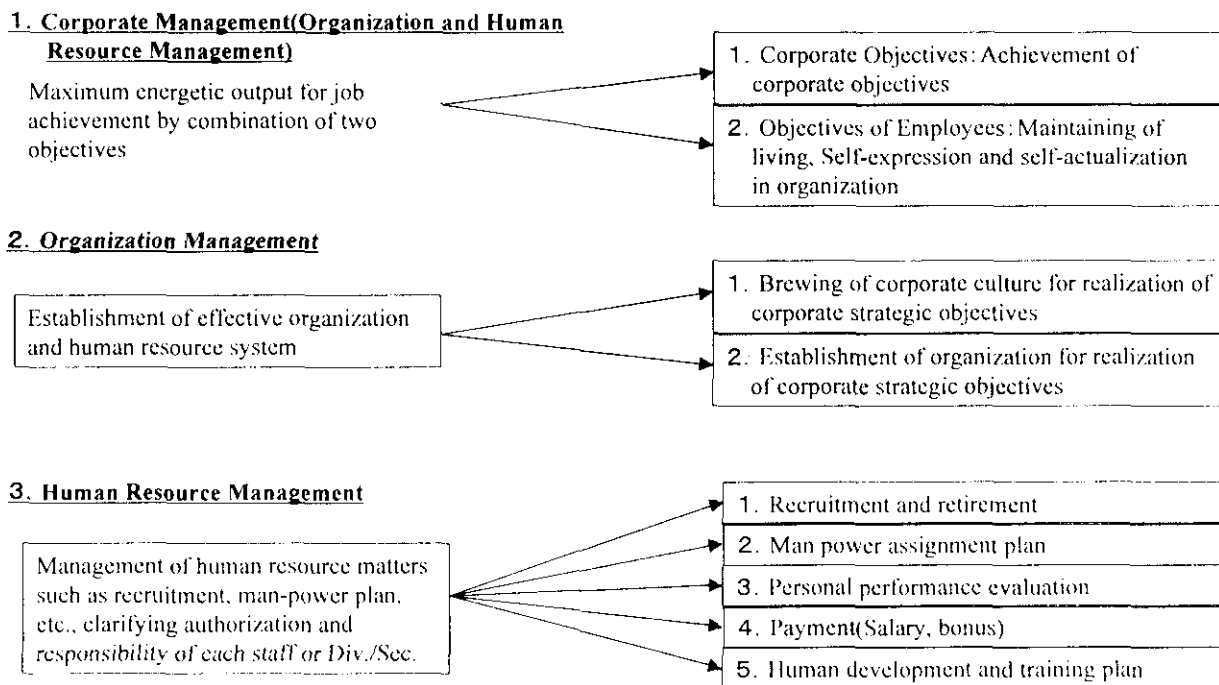 1. Corporate Management(Organization and Human
Resource Management)
Maximum energetic output for job
achievement by combination of two
objectives
1. Corporate Objectives: Achievement of
corporate objectives
2. Objectives of Employees: Maintaining of
living, Self-expression and self-actualization
in organization
2. Organization Management
Establishment of effective organization
and human resource system
1. Brewing of corporate culture for realization of
corporate strategic objectives
2. Establishment of organization for realization
of corporate strategic objectives
3. Human Resource Management
Management of human resource matters
such as recruitment, man-power plan,
etc., clarifying authorization and
responsibility of each staff or Div./Sec.
1. Recruitment and retirement
2. Man power assignment plan
3. Personal performance evaluation
4. Payment(Salary, bonus)
5. Human development and training plan